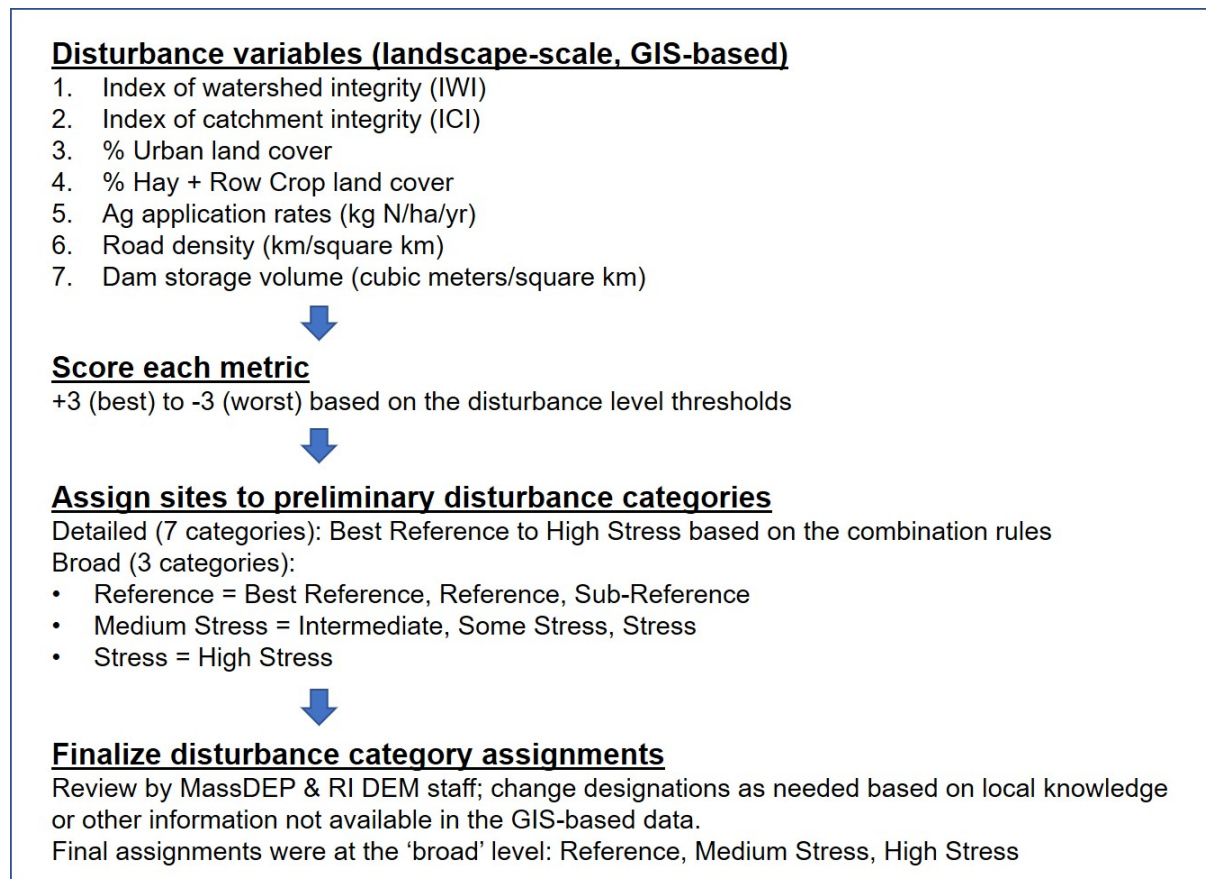 Disturbance variables (landscape-scale, GIS-based)
1. Index of watershed integrity (IWI)
2. Index of catchment integrity (ICI)
3. % Urban land cover
4. % Hay + Row Crop land cover
5. Ag application rates (kg N/ha/yr)
6. Road density (km/square km)
7. Dam storage volume (cubic meters/square km)
Score each metric
+3 (best) to -3 (worst) based on the disturbance level thresholds
Assign sites to preliminary disturbance categories
Detailed (7 categories): Best Reference to High Stress based on the combination rules
Broad (3 categories):
• Reference = Best Reference, Reference, Sub-Reference
• Medium Stress = Intermediate, Some Stress, Stress
• Stress = High Stress
Finalize disturbance category assignments
Review by MassDEP & RI DEM staff; change designations as needed based on local knowledge
or other information not available in the GIS-based data.
Final assignments were at the ‘broad’ level: Reference, Medium Stress, High Stress